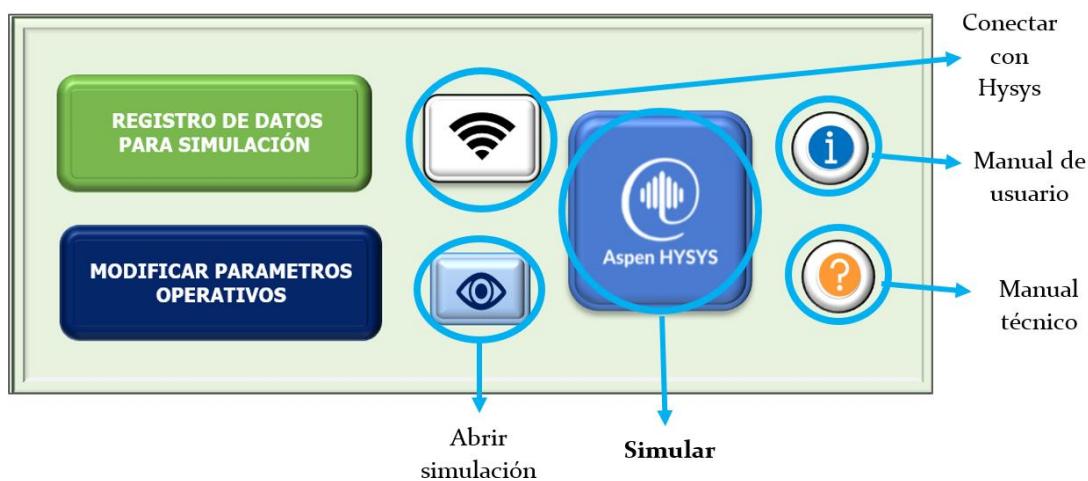 Conectar
con
Hysys
REGISTRO DE DATOS
PARA SIMULACIÓN
Aspen HYSYS
Manual de
usuario
MODIFICAR PARAMETROS
OPERATIVOS
Manual
técnico
Abrir
simulación
Simular